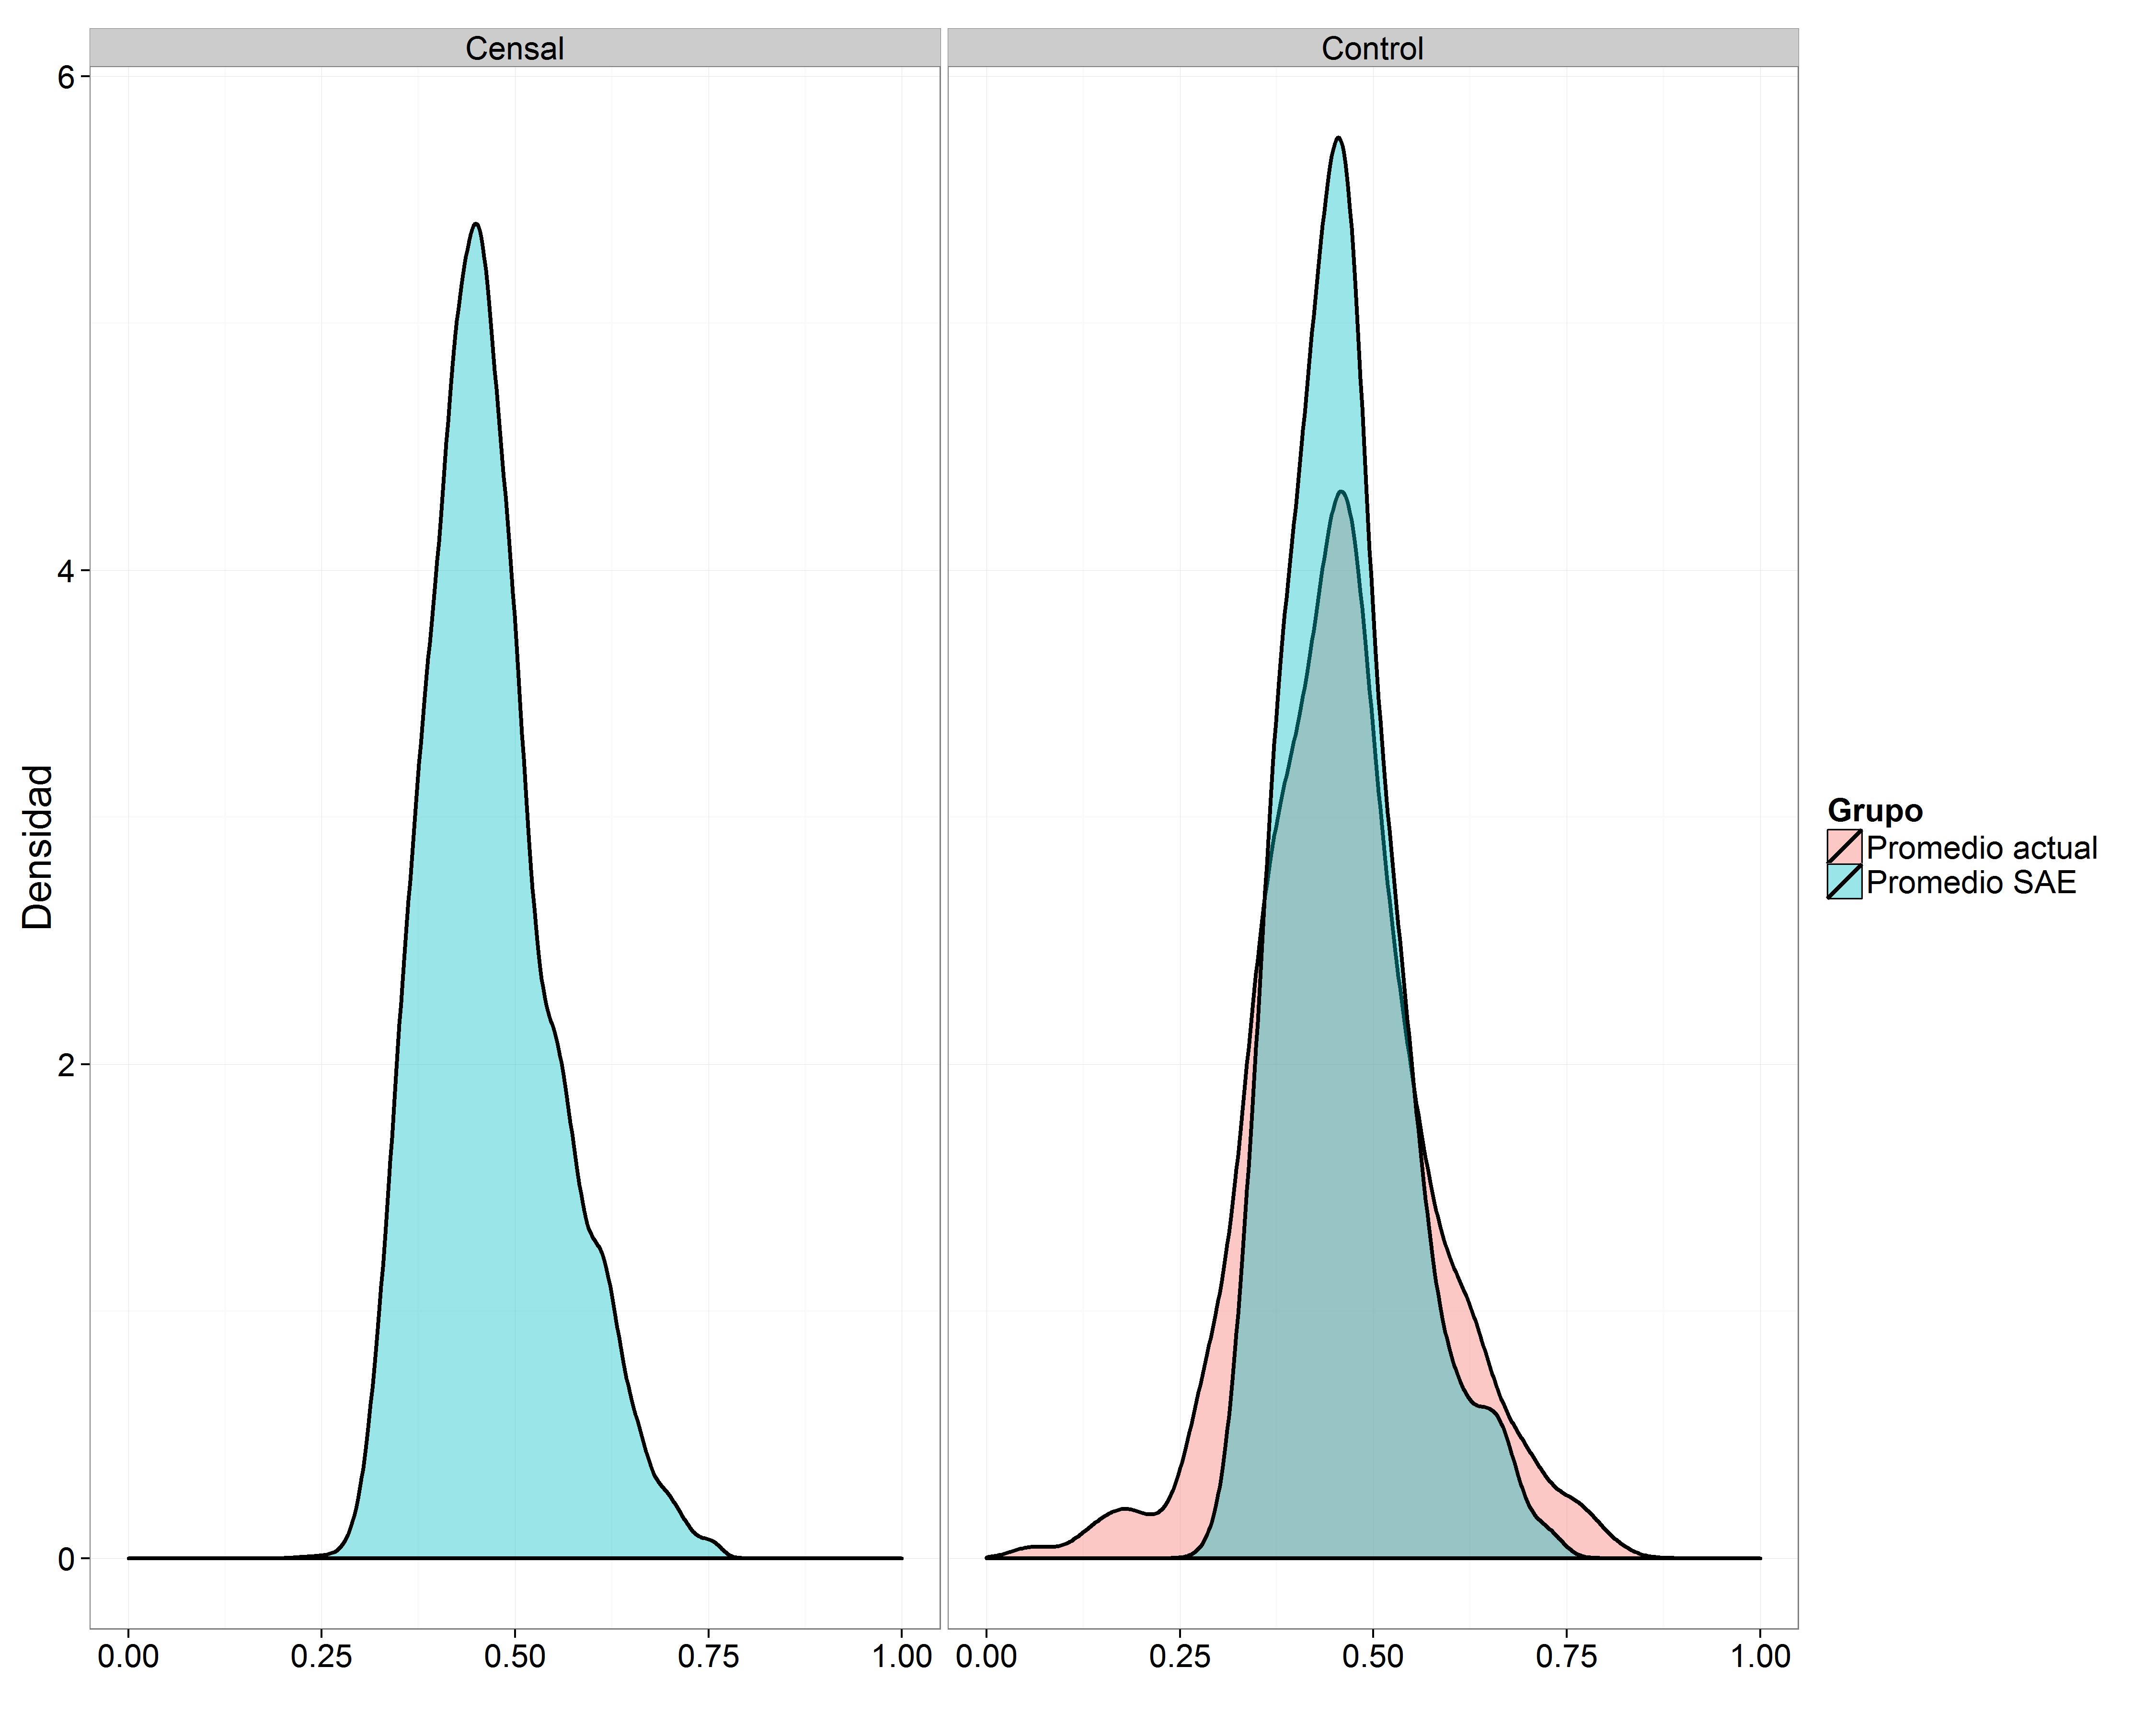 Censal
Control
6
4
2
0
Densidad
0.00 0.25 0.50 0.75 1.00
0.00 0.25 0.50 0.75 1.00
Grupo
Promedio actual
Promedio SAE